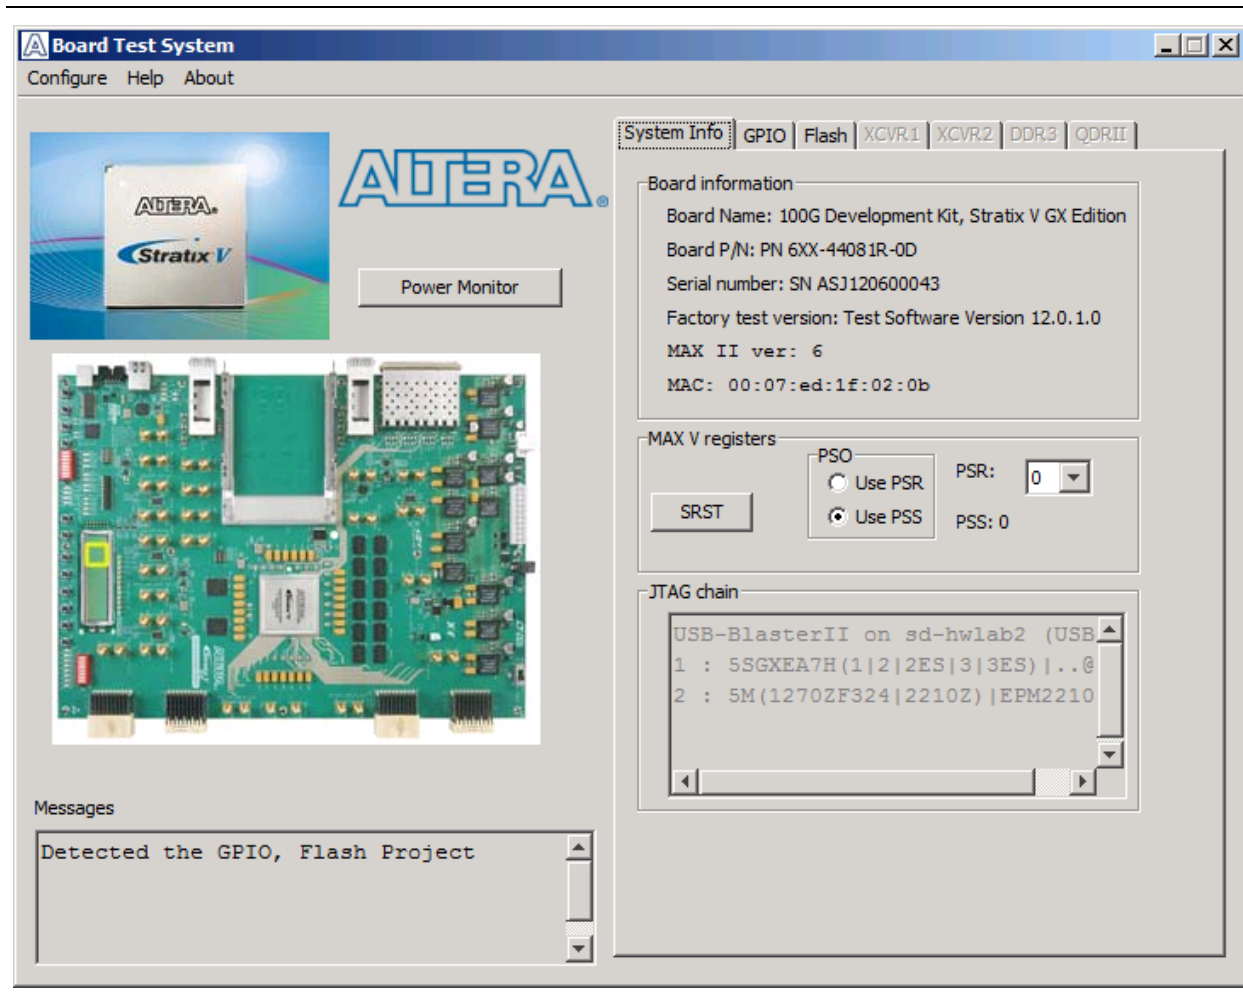 Board Test System
Configure Help About
ALTERA®
Stratix V
ALTERA®
Power Monitor
Messages
Detected the GPIO, Flash Project
System Info GPIO Flash XCVR1 XCVR2 DDR3 QDRII
Board information
Board Name: 100G Development Kit, Stratix V GX Edition
Board P/N: PN 6XX-44081R-0D
Serial number: SN ASJ120600043
Factory test version: Test Software Version 12.0.1.0
MAX II ver: 6
MAC: 00:07:ed:1f:02:0b
MAX V registers
SRST
PSO
Use PSR
Use PSS
PSR: 0
PSS: 0
JTAG chain
USB-BlasterII on sd-hwlab2 (USB
1 : 5SGXEA7H(1|2|2ES|3|3ES)|..@
2 : 5M(1270ZF324|2210Z)|EPM2210